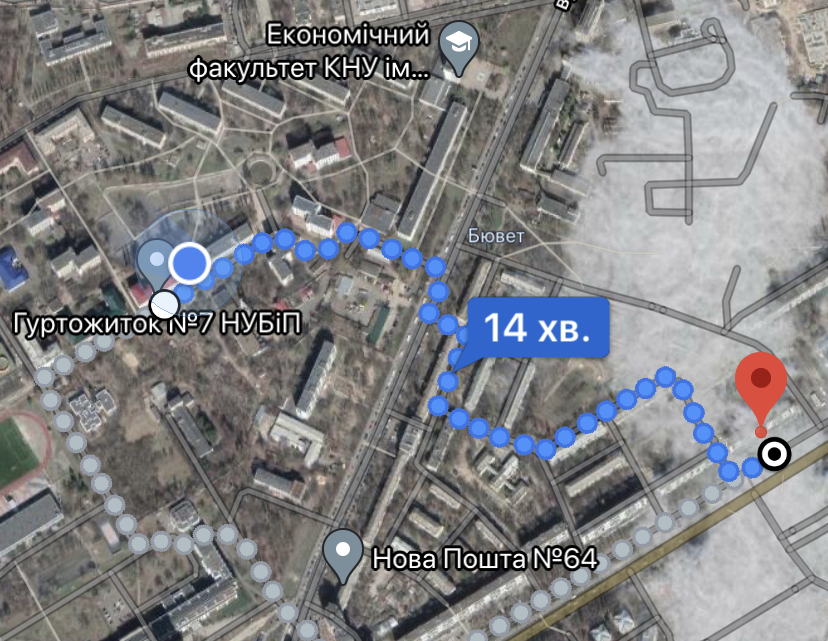 Економічний
факультет КНУ ім...
Бювет
14 хв.
Гуртожиток №7 НУБіП
Нова Пошта №64